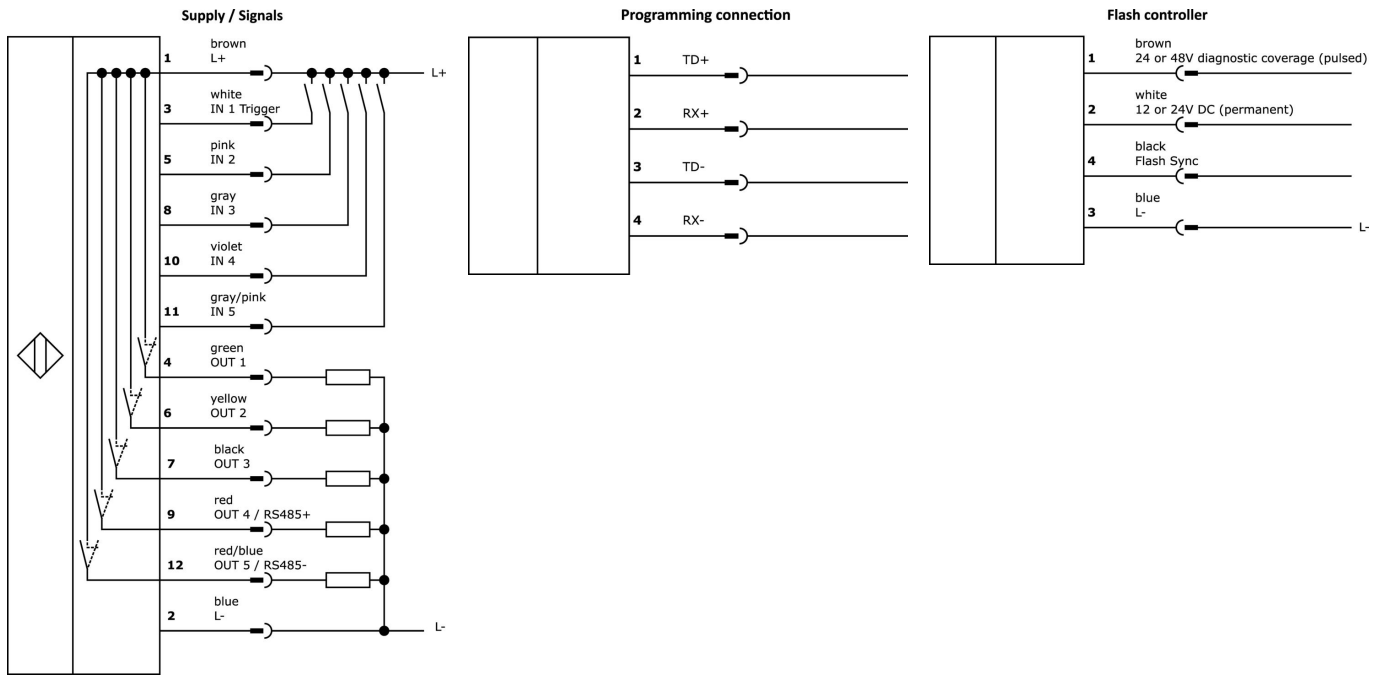 Supply / Signals
1
brown
L+
L+
3
white
IN 1 Trigger
5
pink
IN 2
8
gray
IN 3
10
violet
IN 4
11
gray/pink
IN 5
4
green
OUT 1
6
yellow
OUT 2
7
black
OUT 3
9
red
OUT 4 / RS485+
12
red/blue
OUT 5 / RS485-
2
blue
L-
L-
Programming connection
1 TD+
2 RX+
3 TD-
4 RX-
Flash controller
1
brown
24 or 48V diagnostic coverage (pulsed)
2
white
12 or 24V DC (permanent)
4
black
Flash Sync
3
blue
L-
L-